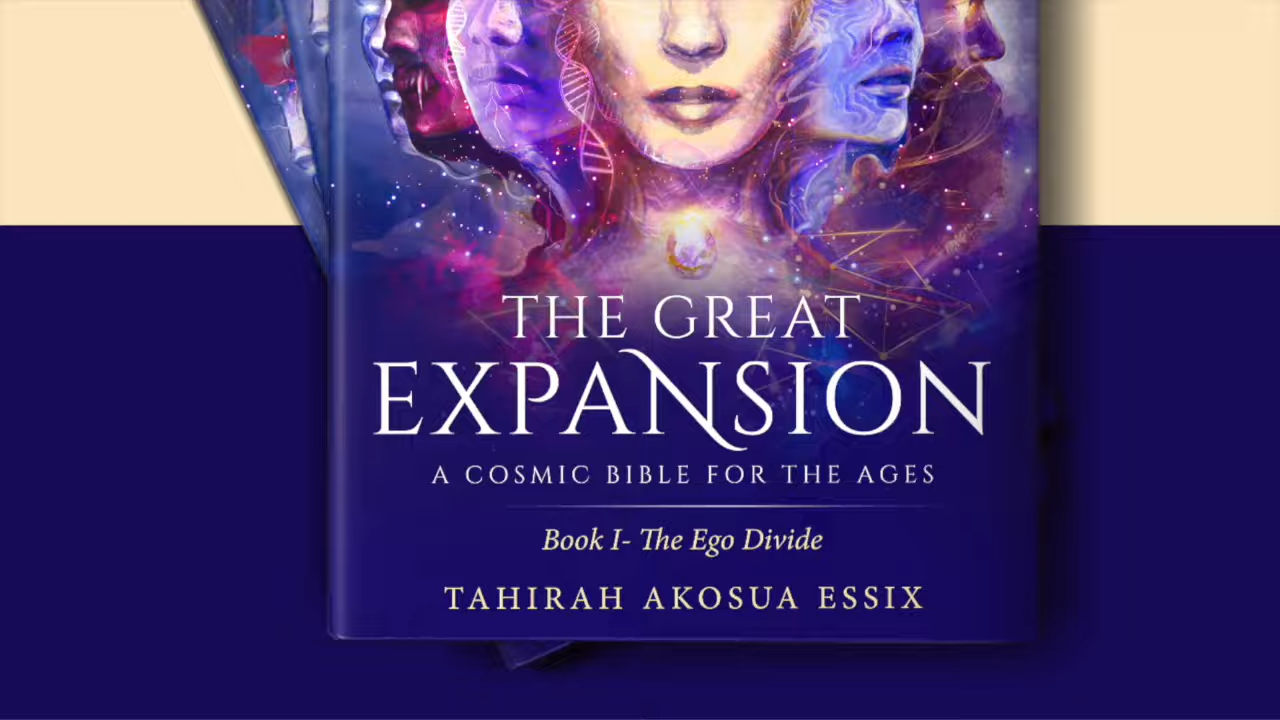 THE GREAT
EXPANSION
A COSMIC BIBLE FOR THE AGES
Book I- The Ego Divide
TAHIRAH AKOSUA ESSIX